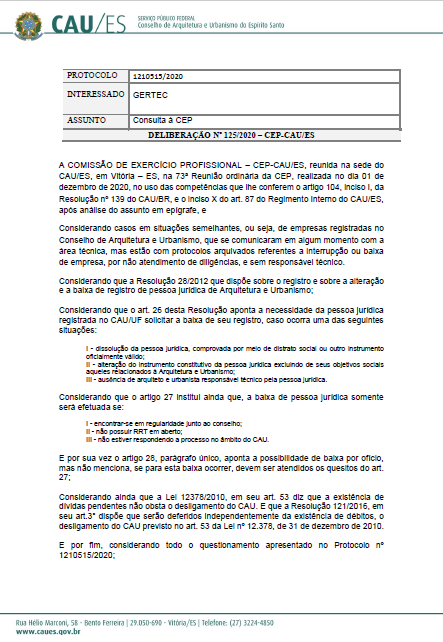 CAU/ES
SERVIÇO PÚBLICO FEDERAL
Conselho de Arquitetura e Urbanismo do Espírito Santo
PROTOCOLO 1210515/2020
INTERESSADO GERTEC
ASSUNTO Consulta à CEP
DELIBERAÇÃO Nº 125/2020 – CEP-CAU/ES
A COMISSÃO DE EXERCÍCIO PROFISSIONAL – CEP-CAU/ES, reunida na sede do
CAU/ES, em Vitória – ES, na 73ª Reunião ordinária da CEP, realizada no dia 01 de
dezembro de 2020, no uso das competências que lhe conferem o artigo 104, inciso I, da
Resolução nº 139 do CAU/BR, e o inciso X do art. 87 do Regimento Interno do CAU/ES,
após análise do assunto em epígrafe, e
Considerando casos em situações semelhantes, ou seja, de empresas registradas no
Conselho de Arquitetura e Urbanismo, que se comunicaram em algum momento com a
área técnica, mas estão com protocolos arquivados referentes a interrupção ou baixa
de empresa, por não atendimento de diligências, e sem responsável técnico.
Considerando que a Resolução 28/2012 que dispõe sobre o registro e sobre a alteração
e a baixa de registro de pessoa jurídica de Arquitetura e Urbanismo;
Considerando que o art. 26 desta Resolução aponta a necessidade da pessoa jurídica
registrada no CAU/UF solicitar a baixa de seu registro, caso ocorra uma das seguintes
situações:
I - dissolução da pessoa jurídica, comprovada por meio de distrato social ou outro instrumento
oficialmente válido;
II - alteração do instrumento constitutivo da pessoa jurídica excluindo de seus objetivos sociais
aqueles relacionados à Arquitetura e Urbanismo;
III - ausência de arquiteto e urbanista responsável técnico pela pessoa jurídica.
Considerando que o artigo 27 institui ainda que, a baixa de pessoa jurídica somente
será efetuada se:
I - encontrar-se em regularidade junto ao conselho;
II - não possuir RRT em aberto;
III - não estiver respondendo a processo no âmbito do CAU.
E por sua vez o artigo 28, parágrafo único, aponta a possibilidade de baixa por ofício,
mas não menciona, se para esta baixa ocorrer, devem ser atendidos os quesitos do art.
27;
Considerando ainda que a Lei 12378/2010, em seu art. 53 diz que a existência de
dívidas pendentes não obsta o desligamento do CAU. E que a Resolução 121/2016, em
seu art.3° dispõe que serão deferidos independentemente da existência de débitos, o
desligamento do CAU previsto no art. 53 da Lei nº 12.378, de 31 de dezembro de 2010.
E por fim, considerando todo o questionamento apresentado no Protocolo nº
1210515/2020;
Rua Hélio Marconi, 58 - Bento Ferreira | 29.050-690 - Vitória/ES | Telefone: (27) 3224-4850
www.caues.gov.br